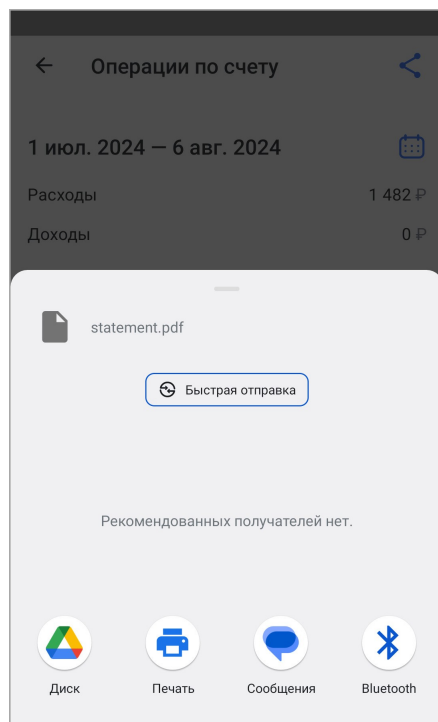 Операции по счету
1 июл. 2024 — 6 авг. 2024
Расходы 1 482 ₽
Доходы 0 ₽
statement.pdf
Быстрая отправка
Рекомендованных получателей нет.
Диск Печать Сообщения Bluetooth